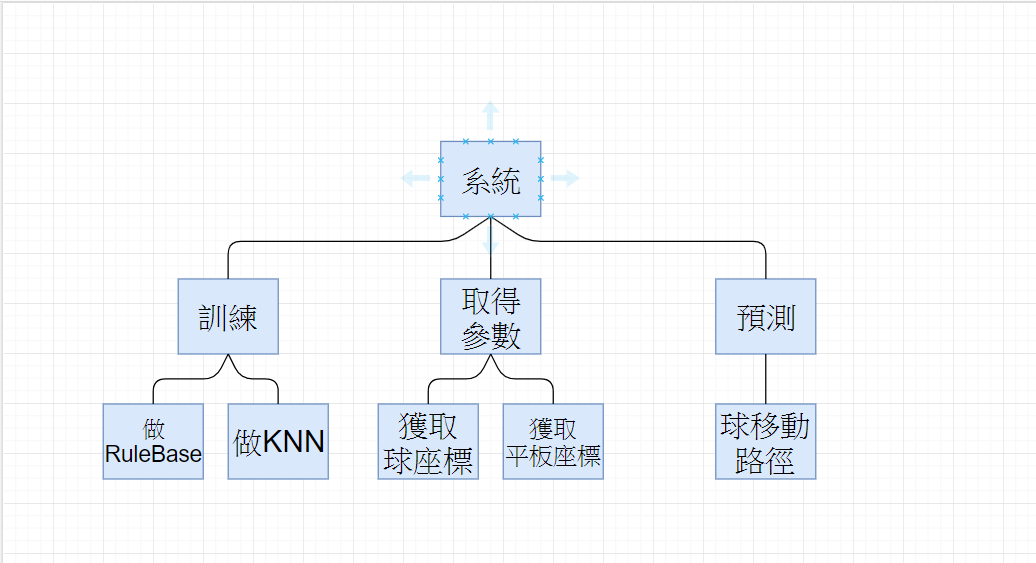 系統
訓練
取得
參數
預測
做
RuleBase
做KNN
獲取
球座標
獲取
平板座標
球移動
路徑